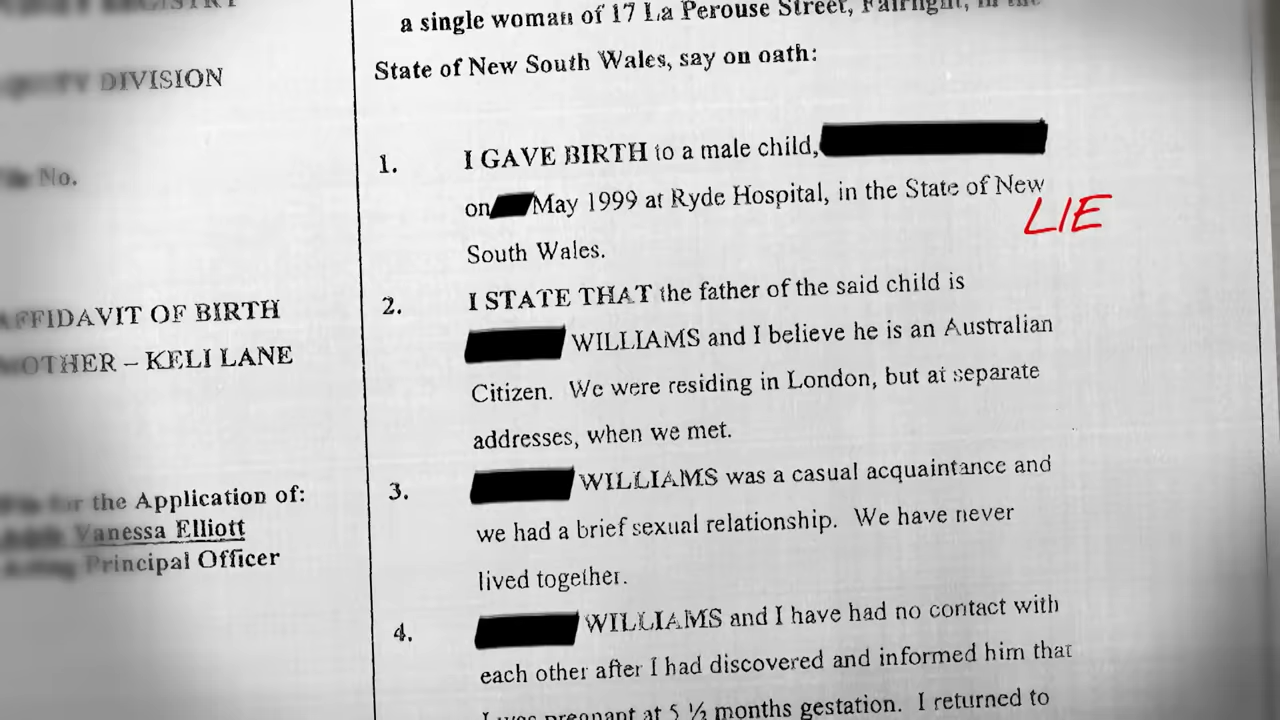 DIVISION
No.
AFFIDAVIT OF BIRTH
MOTHER – KELI LANE
for the Application of:
Vanessa Elliott
Principal Officer
a single woman of 17 La Perouse Street, Fairlight, in the
State of New South Wales, say on oath:
1. I GAVE BIRTH to a male child,
on May 1999 at Ryde Hospital, in the State of New
LIE
South Wales.
2. I STATE THAT the father of the said child is
WILLIAMS and I believe he is an Australian
Citizen. We were residing in London, but at separate
addresses, when we met.
3. WILLIAMS was a casual acquaintance and
we had a brief sexual relationship. We have never
lived together.
4. WILLIAMS and I have had no contact with
each other after I had discovered and informed him that
I was pregnant at 5 ½ months gestation. I returned to